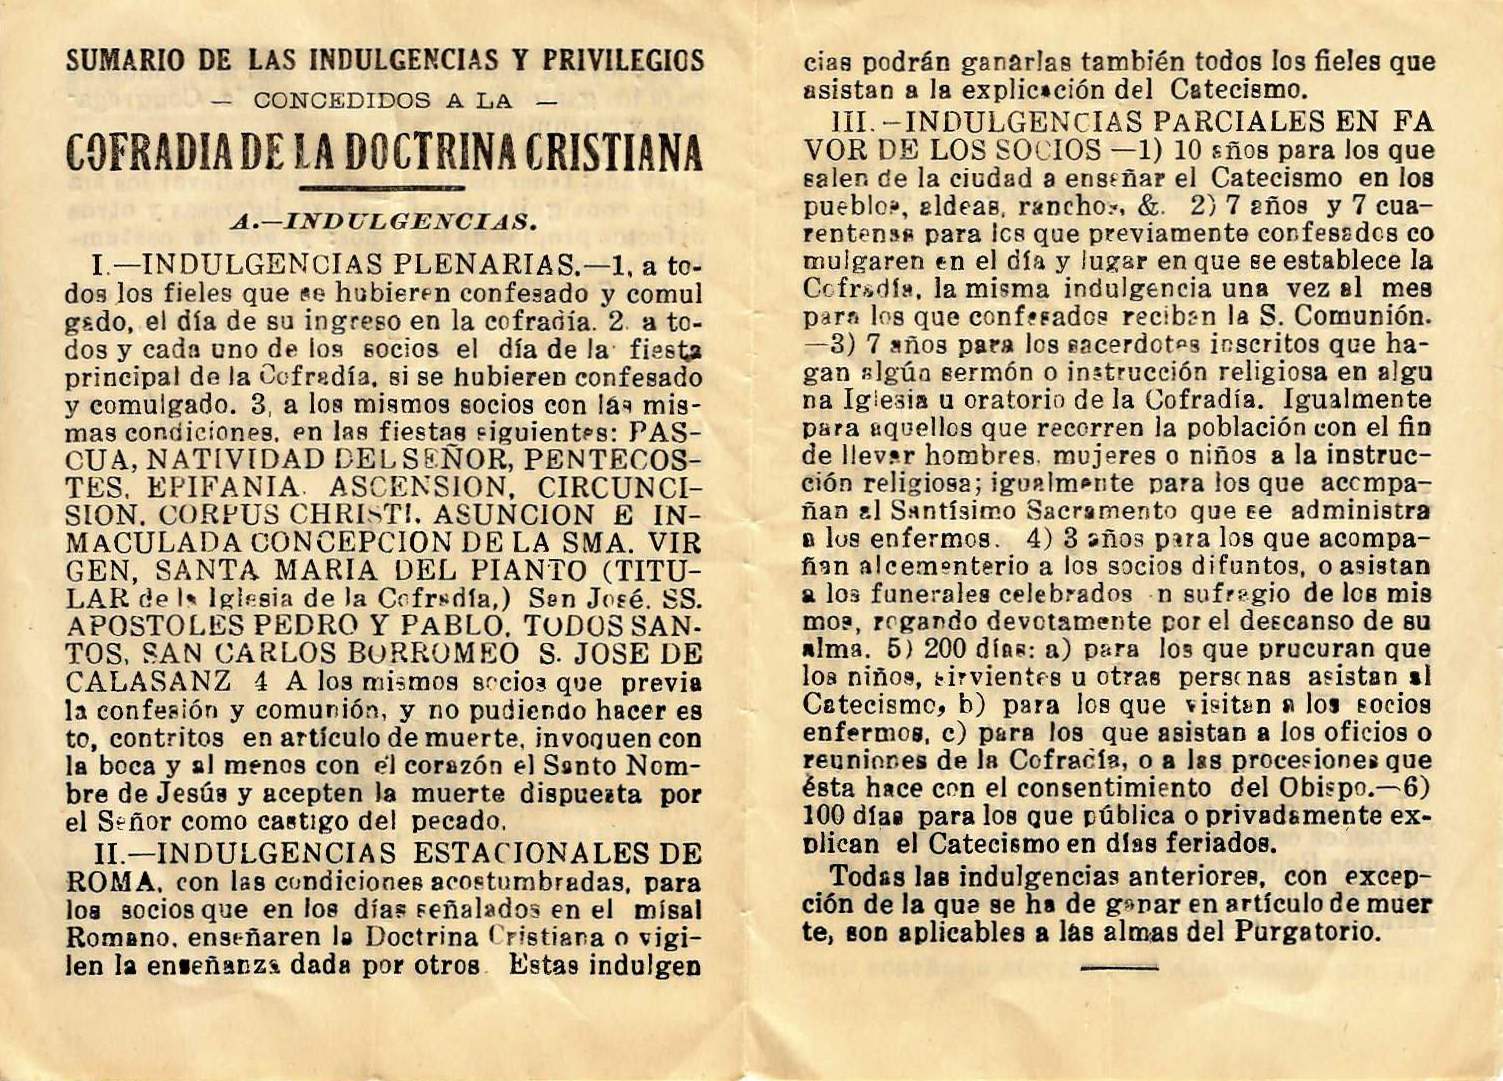 SUMARIO DE LAS INDULGENCIAS Y PRIVILEGIOS
— CONCEDIDOS A LA —
COFRADIA DE LA DOCTRINA CRISTIANA
A.—INDULGENCIAS.
I.—INDULGENCIAS PLENARIAS.—1, a to-
dos los fieles que se hubieren confesado y comul
gado, el día de su ingreso en la cofradía. 2. a to-
dos y cada uno de los socios el día de la fiesta
principal de la Cofradía, si se hubieren confesado
y comulgado. 3, a los mismos socios con las mis-
mas condiciones, en las fiestas siguientes: PAS-
CUA, NATIVIDAD DEL SEÑOR, PENTECOS-
TES, EPIFANIA. ASCENSION, CIRCUNCI-
SION. CORPUS CHRISTI. ASUNCION E IN-
MACULADA CONCEPCION DE LA SMA. VIR
GEN, SANTA MARIA DEL PIANTO (TITU-
LAR de la Iglesia de la Cofradía,) San José. SS.
APOSTOLES PEDRO Y PABLO. TODOS SAN-
TOS, SAN CARLOS BORROMEO S. JOSE DE
CALASANZ 4 A los mismos socios que previa
la confesión y comunión, y no pudiendo hacer es
to, contritos en artículo de muerte, invoquen con
la boca y al menos con el corazón el Santo Nom-
bre de Jesús y acepten la muerte dispuesta por
el Señor como castigo del pecado.
II.—INDULGENCIAS ESTACIONALES DE
ROMA, con las condiciones acostumbradas, para
los socios que en los días señalados en el misal
Romano, enseñaren la Doctrina Cristiana o vigi-
len la enseñanza dada por otros. Estas indulgen
cias podrán ganarlas también todos los fieles que
asistan a la explicación del Catecismo.
III.—INDULGENCIAS PARCIALES EN FA
VOR DE LOS SOCIOS —1) 10 años para los que
salen de la ciudad a enseñar el Catecismo en los
pueblos, aldeas, ranchos, &. 2) 7 años y 7 cua-
rentenas para los que previamente confesados co
mulgaren en el día y lugar en que se establece la
Cofradía, la misma indulgencia una vez al mes
para los que confesados reciban la S. Comunión.
—3) 7 años para los sacerdotes inscritos que ha-
gan algún sermón o instrucción religiosa en algu
na Iglesia u oratorio de la Cofradía. Igualmente
para aquellos que recorren la población con el fin
de llevar hombres, mujeres o niños a la instruc-
ción religiosa; igualmente para los que acompa-
ñan al Santísimo Sacramento que se administra
a los enfermos. 4) 3 años para los que acompa-
ñan al cementerio a los socios difuntos, o asistan
a los funerales celebrados n sufragio de los mis
mos, rogando devotamente por el descanso de su
alma. 5) 200 días: a) para los que procuran que
los niños, sirvientes u otras personas asistan al
Catecismo, b) para los que visitan a los socios
enfermos, c) para los que asistan a los oficios o
reuniones de la Cofradía, o a las procesiones que
ésta hace con el consentimiento del Obispo.—6)
100 días para los que pública o privadamente ex-
plican el Catecismo en días feriados.
Todas las indulgencias anteriores, con excep-
ción de la que se ha de ganar en artículo de muer
te, son aplicables a las almas del Purgatorio.